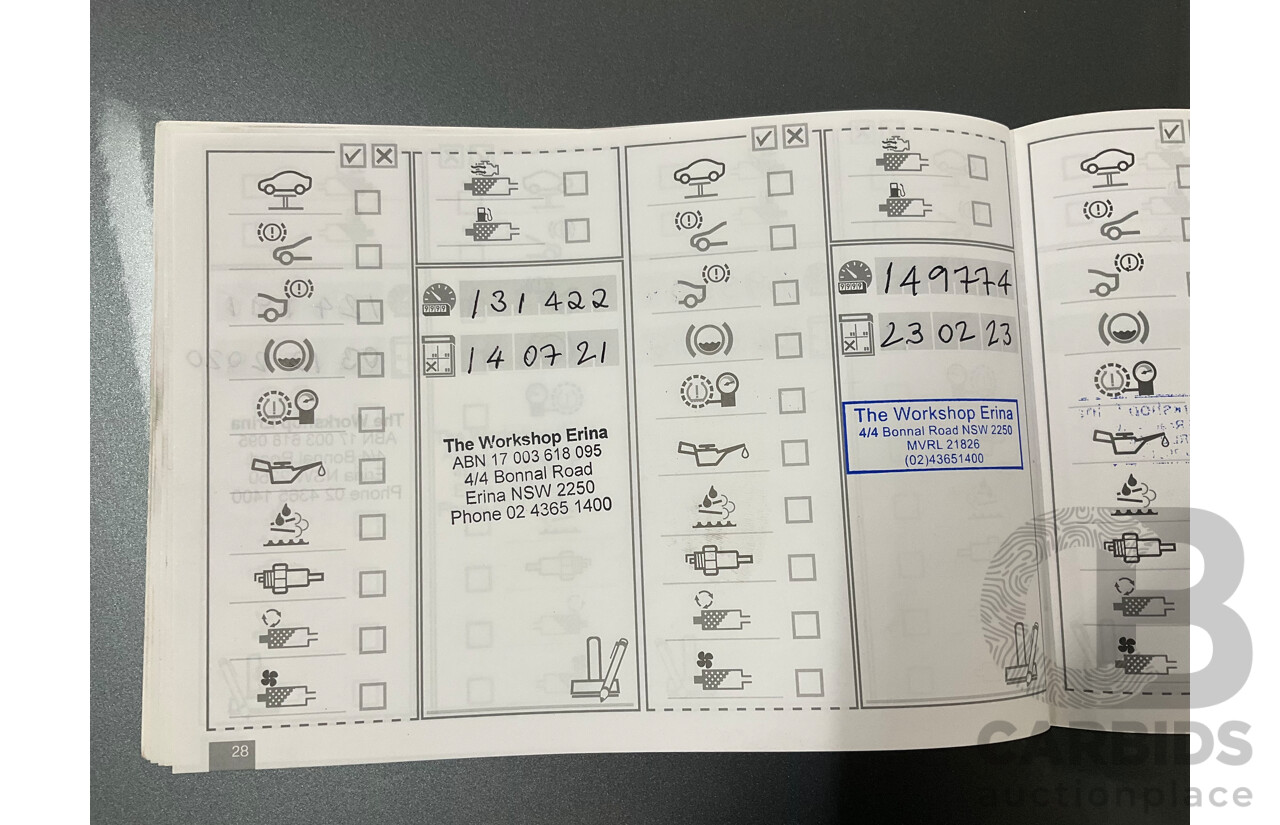 131422
14 07 21
The Workshop Erina
ABN 17 003 618 095
4/4 Bonnal Road
Erina NSW 2250
Phone 02 4365 1400
149774
23 02 23
The Workshop Erina
4/4 Bonnal Road NSW 2250
MVRL 21826
(02)43651400
28
CARBIDS
auctionplace